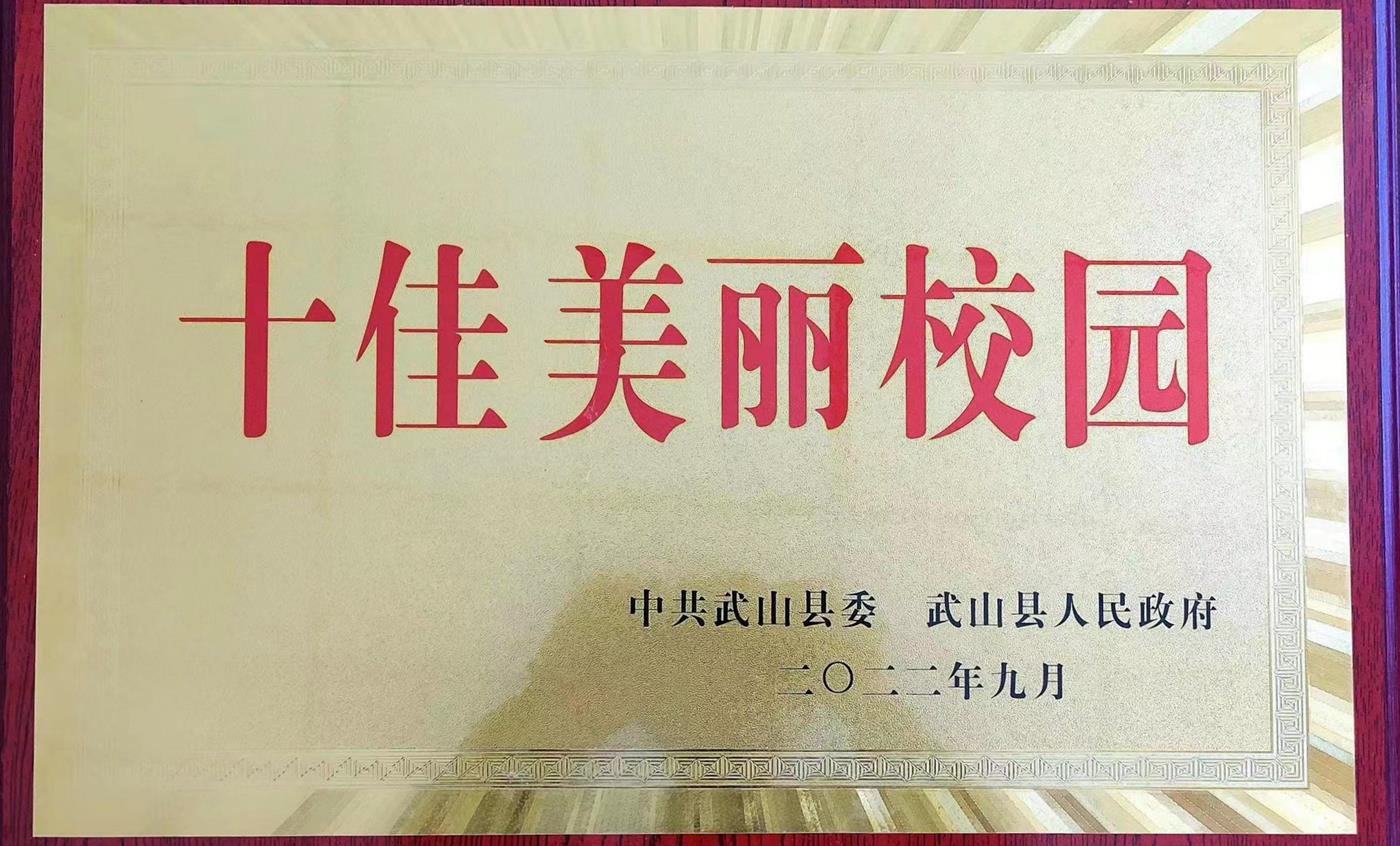 十佳美丽校园
中共武山县委　武山县人民政府
二〇二二年九月